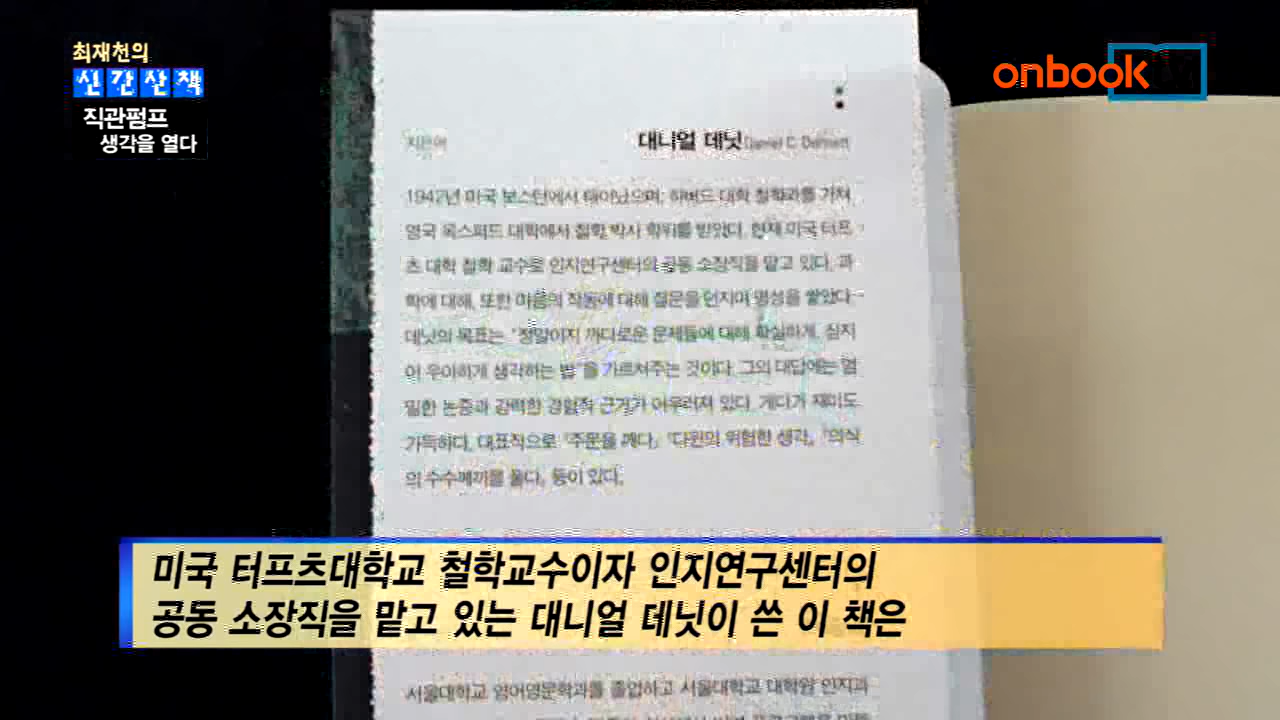 최재천의
신간산책
직관펌프
생각을 열다
onbook
지은이
대니얼 데닛 Daniel C. Dennett
1942년 미국 보스턴에서 태어났으며, 하버드 대학 철학과를 거쳐
영국 옥스퍼드 대학에서 철학 박사 학위를 받았다. 현재 미국 터프
츠 대학 철학 교수로 인지연구센터의 공동 소장직을 맡고 있다. 과
학에 대해, 또한 마음의 작동에 대해 질문을 던지며 명성을 쌓았다.
데닛의 목표는 "정말이지 까다로운 문제들에 대해 확실하게, 심지
어 우아하게 생각하는 법"을 가르쳐주는 것이다. 그의 대답에는 엄
밀한 논증과 강력한 경험적 근거가 어우러져 있다. 게다가 재미도
가득하다. 대표적으로 『주문을 깨다』 『다윈의 위험한 생각』 『의식
의 수수께끼를 풀다』 등이 있다.
미국 터프츠대학교 철학교수이자 인지연구센터의
공동 소장직을 맡고 있는 대니얼 데닛이 쓴 이 책은
서울대학교 영어영문학과를 졸업하고 서울대학교 대학원 인지과